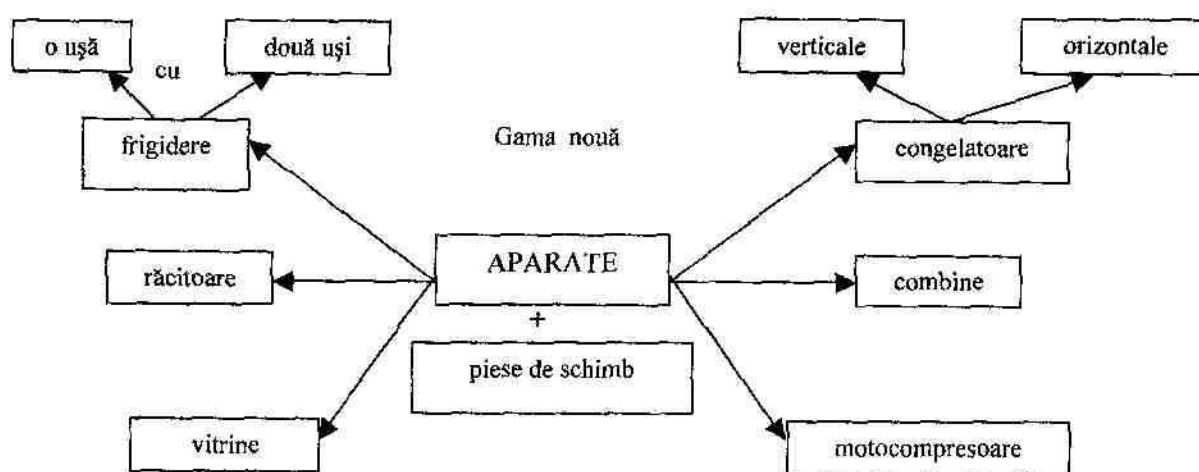 o uşă
cu
două uşi
verticale
orizontale
frigidere
Gama nouă
congelatoare
răcitoare
APARATE
combine
+
piese de schimb
vitrine
motocompresoare